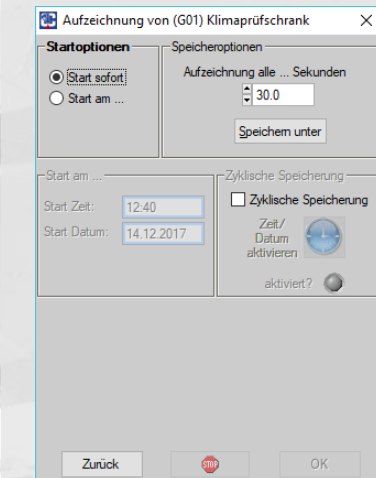 Aufzeichnung von (G01) Klimaprüfschrank
Startoptionen
Start sofort
Start am ...
Speicheroptionen
Aufzeichnung alle ... Sekunden
30.0
Speichern unter
Start am ...
Start Zeit: 12:40
Start Datum: 14.12.2017
Zyklische Speicherung
Zyklische Speicherung
Zeit/
Datum
aktivieren
aktiviert?
Zurück
STOP
OK